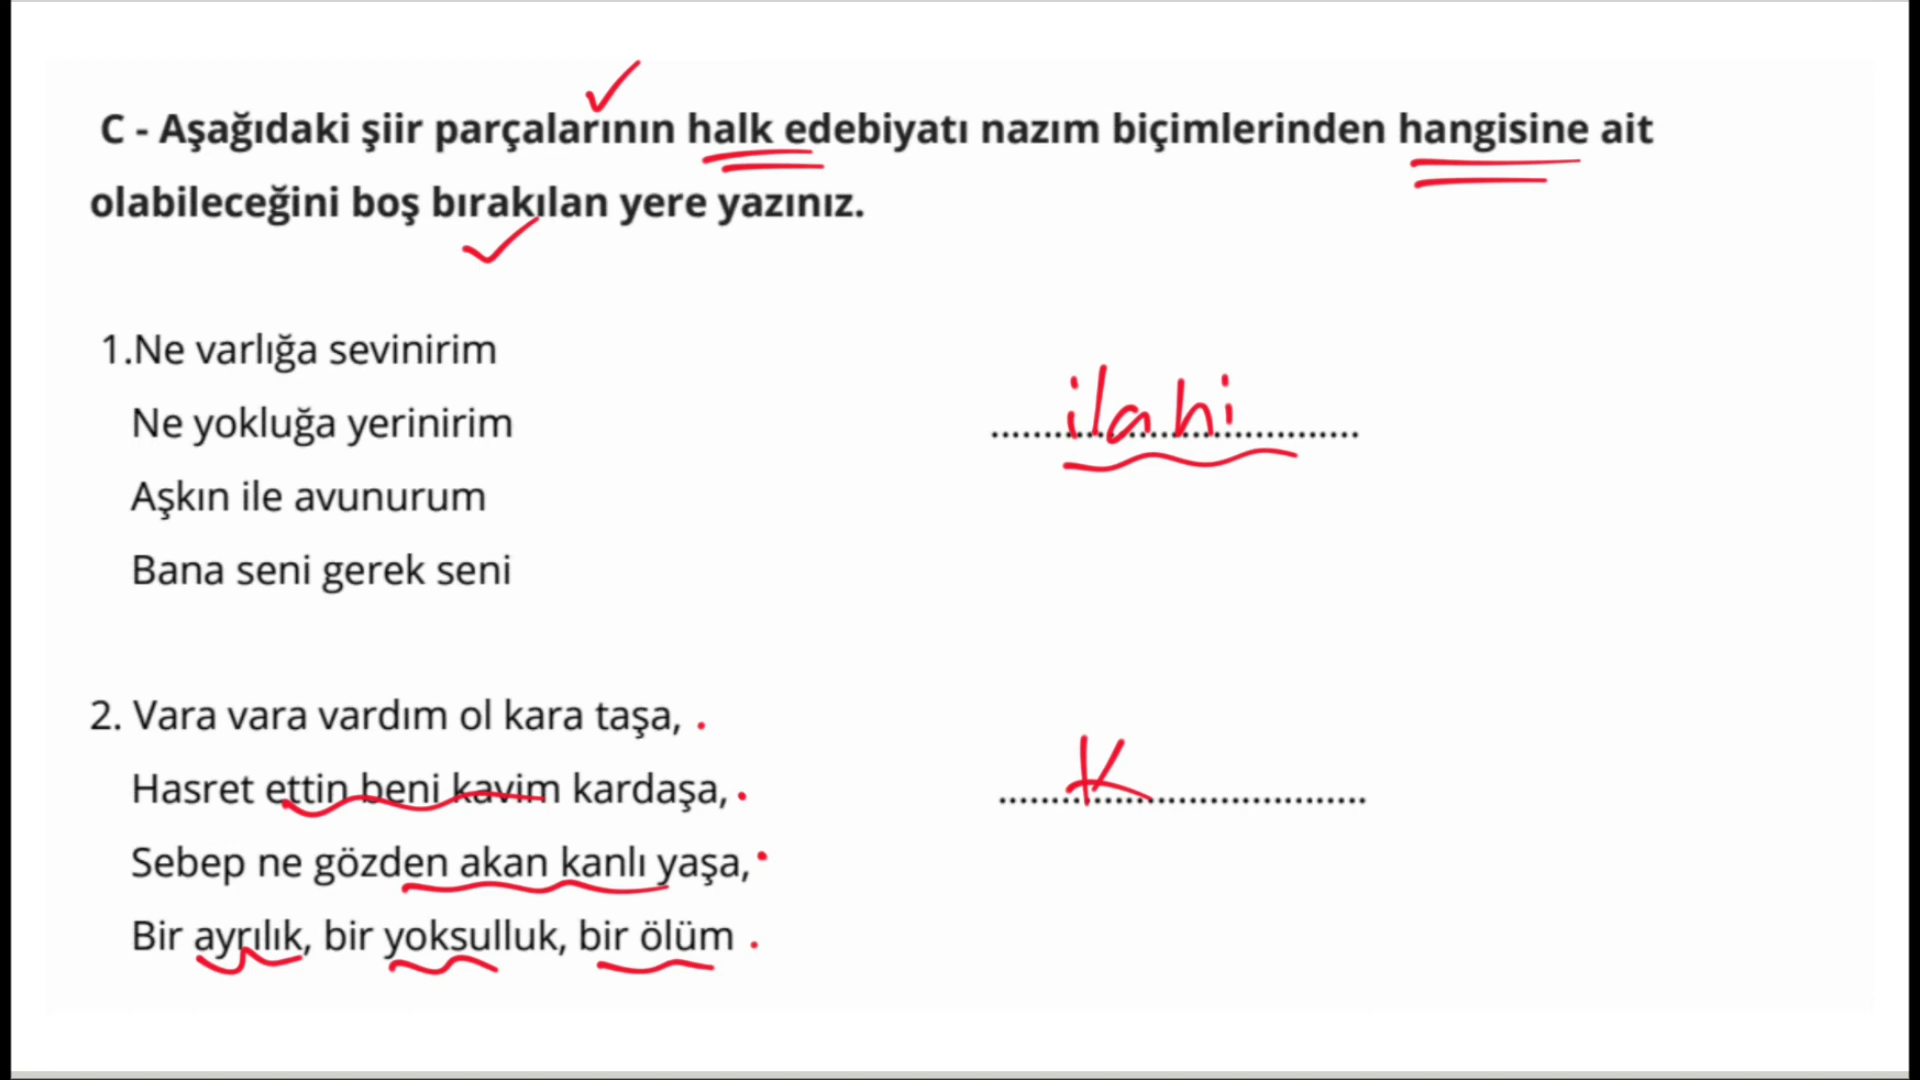 C - Aşağıdaki şiir parçalarının halk edebiyatı nazım biçimlerinden hangisine ait
olabileceğini boş bırakılan yere yazınız.
1.Ne varlığa sevinirim
Ne yokluğa yerinirim
ilahi
Aşkın ile avunurum
Bana seni gerek seni
2. Vara vara vardım ol kara taşa,
Hasret ettin beni kavim kardaşa,
K
Sebep ne gözden akan kanlı yaşa,
Bir ayrılık, bir yoksulluk, bir ölüm